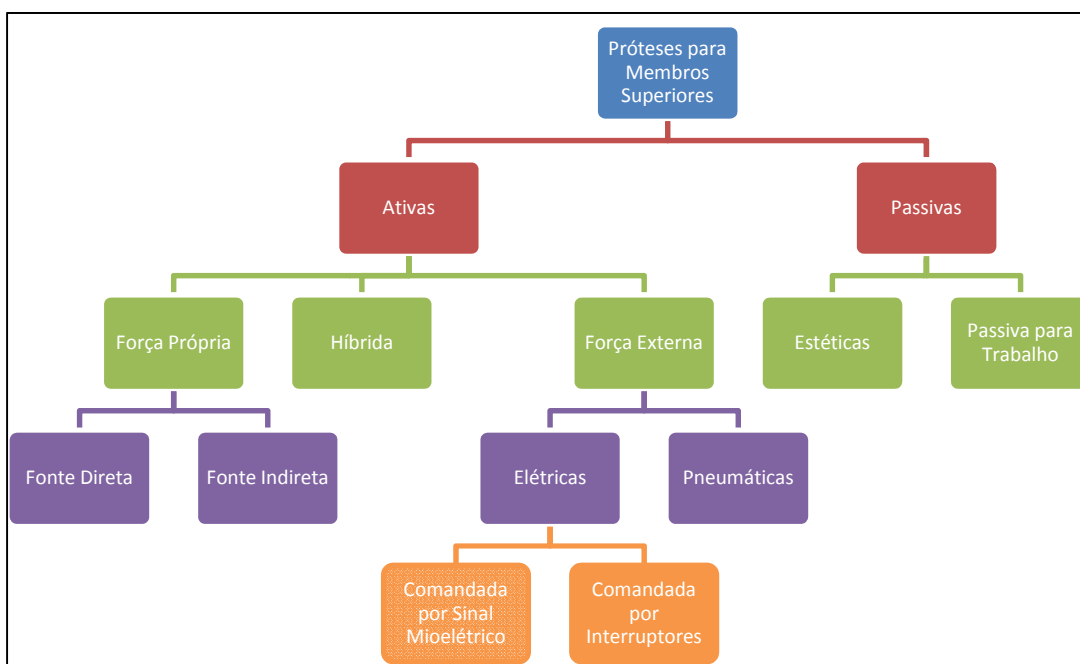 Próteses para
Membros
Superiores
Ativas
Passivas
Força Própria
Híbrida
Força Externa
Estéticas
Passiva para
Trabalho
Fonte Direta
Fonte Indireta
Elétricas
Pneumáticas
Comandada
por Sinal
Mioelétrico
Comandada
por
Interruptores